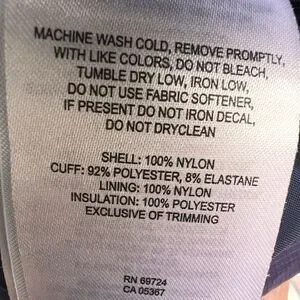 MACHINE WASH COLD, REMOVE PROMPTLY,
WITH LIKE COLORS, DO NOT BLEACH,
TUMBLE DRY LOW, IRON LOW,
DO NOT USE FABRIC SOFTENER,
IF PRESENT DO NOT IRON DECAL,
DO NOT DRYCLEAN
SHELL: 100% NYLON
CUFF: 92% POLYESTER, 8% ELASTANE
LINING: 100% NYLON
INSULATION: 100% POLYESTER
EXCLUSIVE OF TRIMMING
RN 69724
CA 05367